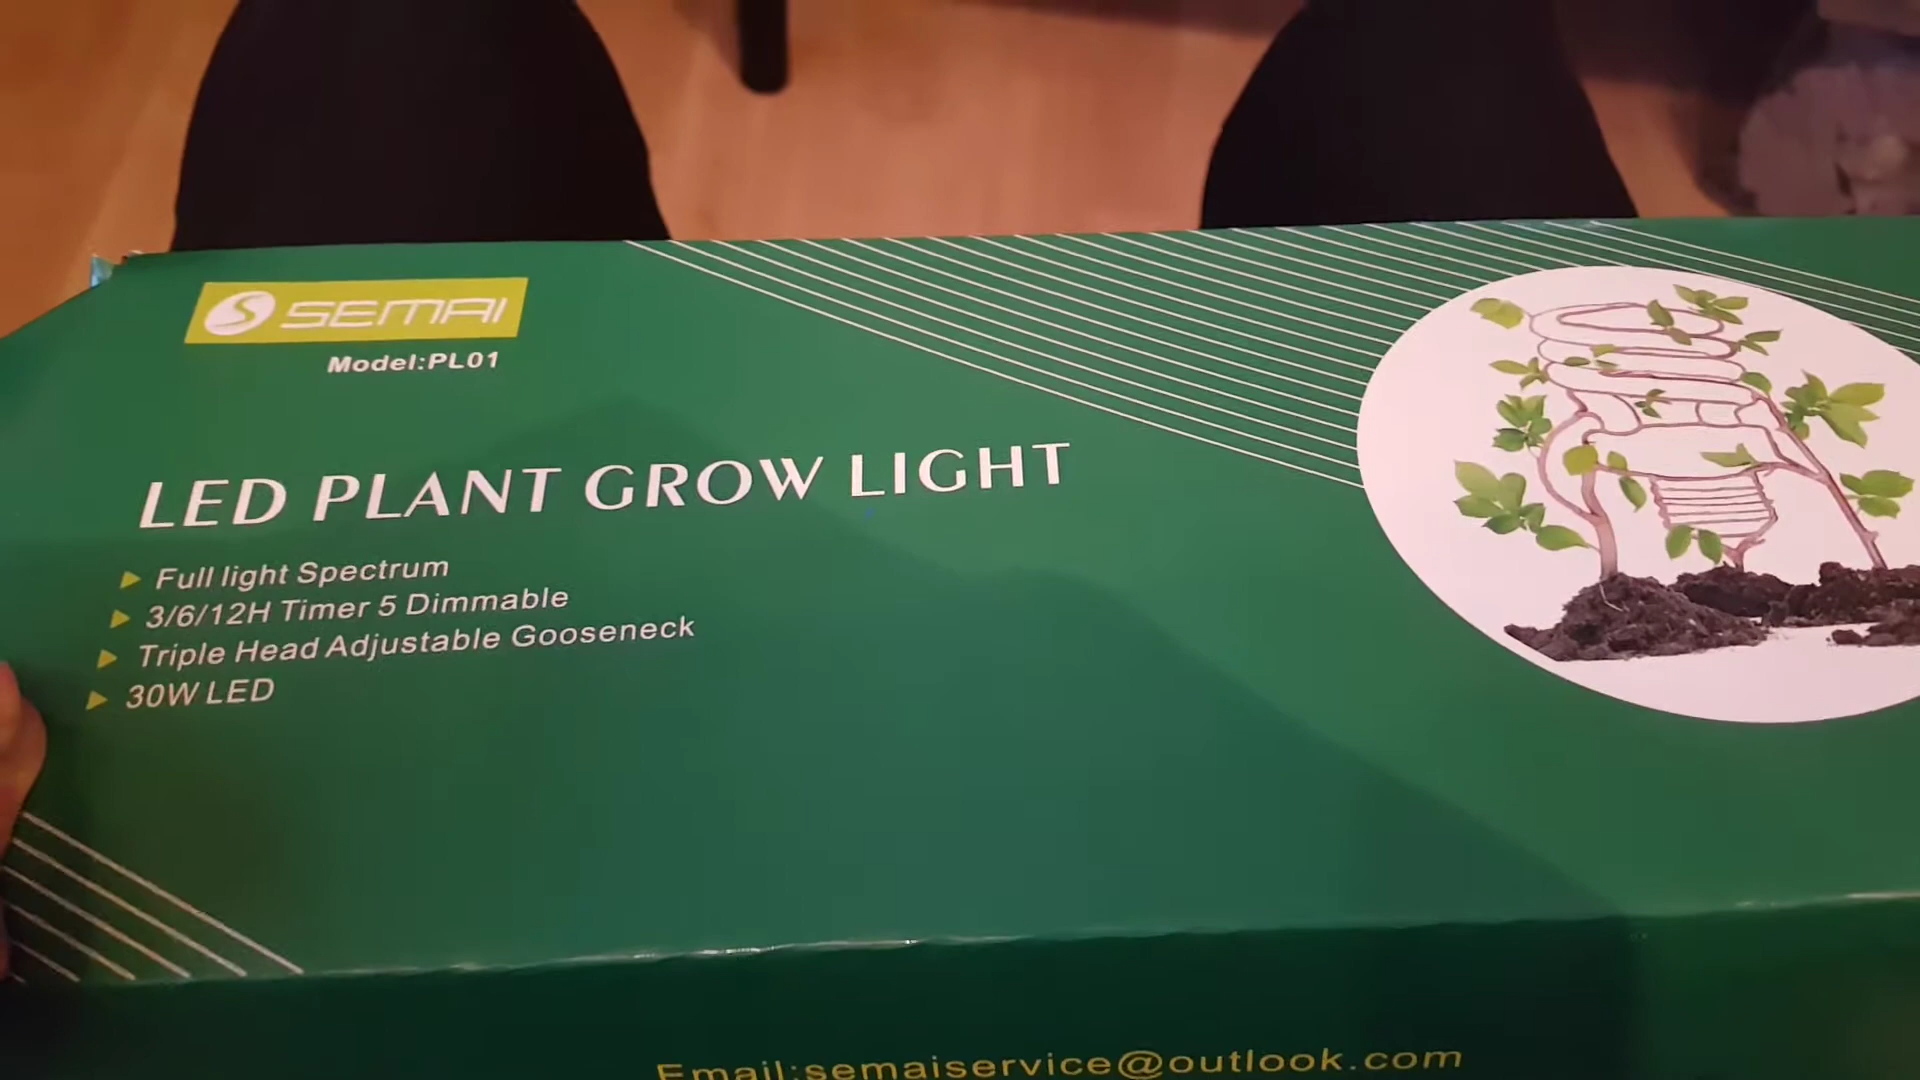 SEMAI
Model:PL01
LED PLANT GROW LIGHT
Full light Spectrum
3/6/12H Timer 5 Dimmable
Triple Head Adjustable Gooseneck
30W LED
Email:semaiservice@outlook.com